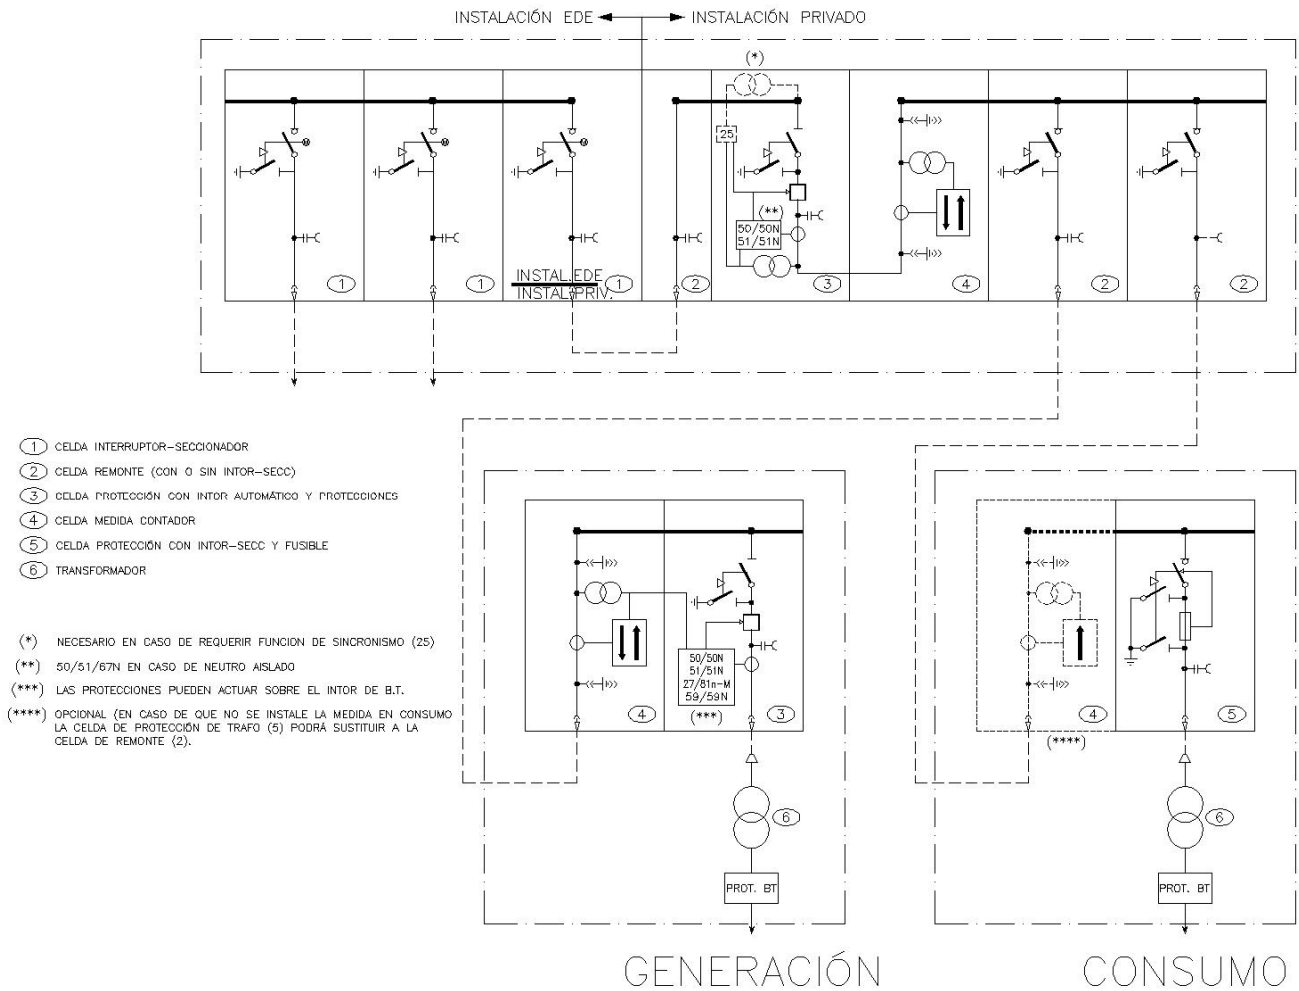 INSTALACIÓN EDE INSTALACIÓN PRIVADO
(*)
25
(**)
50/50N
51/51N
INSTAL.EDE
INSTAL.PRIV.
1
1
1
2
3
4
2
2
1 CELDA INTERRUPTOR-SECCIONADOR
2 CELDA REMONTE (CON O SIN INTOR-SECC)
3 CELDA PROTECCIÓN CON INTOR AUTOMÁTICO Y PROTECCIONES
4 CELDA MEDIDA CONTADOR
5 CELDA PROTECCIÓN CON INTOR-SECC Y FUSIBLE
6 TRANSFORMADOR
(*) NECESARIO EN CASO DE REQUERIR FUNCION DE SINCRONISMO (25)
(**) 50/51/67N EN CASO DE NEUTRO AISLADO
(***) LAS PROTECCIONES PUEDEN ACTUAR SOBRE EL INTOR DE B.T.
(****) OPCIONAL (EN CASO DE QUE NO SE INSTALE LA MEDIDA EN CONSUMO
LA CELDA DE PROTECCIÓN DE TRAFO (5) PODRÁ SUSTITUIR A LA
CELDA DE REMONTE (2).
50/50N
51/51N
27/81n-M
59/59N
(***)
4
3
6
PROT. BT
GENERACIÓN
4
(****)
5
6
PROT. BT
CONSUMO